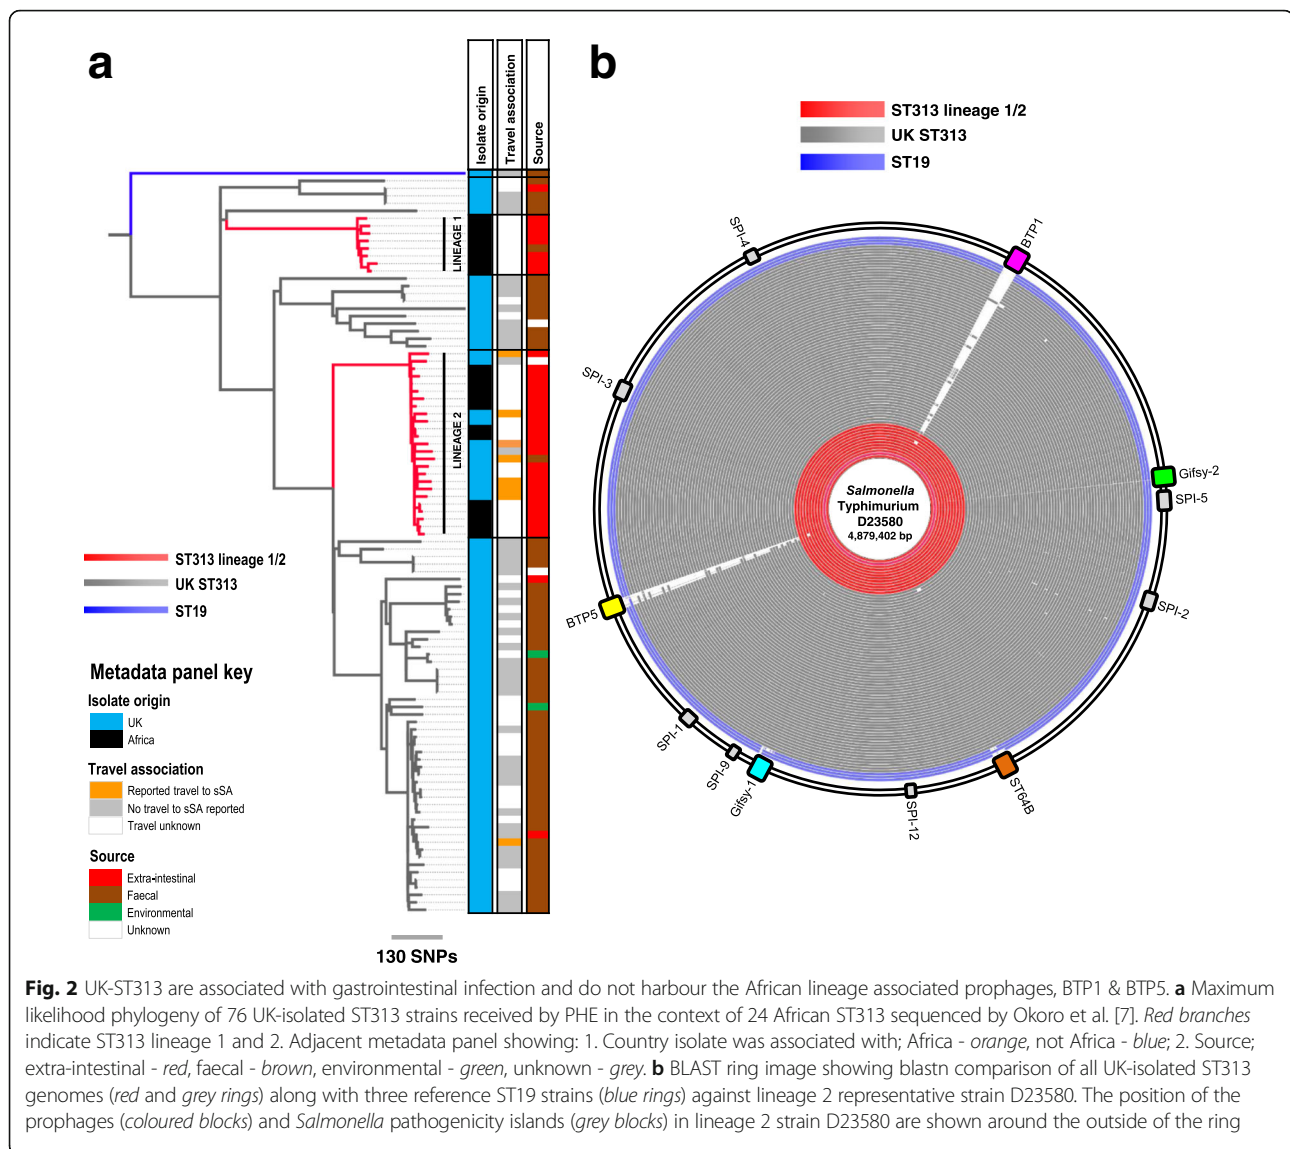 a
Isolate origin
Travel association
Source
LINEAGE 1
LINEAGE 2
ST313 lineage 1/2
UK ST313
ST19
Metadata panel key
Isolate origin
UK
Africa
Travel association
Reported travel to sSA
No travel to sSA reported
Travel unknown
Source
Extra-intestinal
Faecal
Environmental
Unknown
130 SNPs
b
ST313 lineage 1/2
UK ST313
ST19
BTP1
Gifsy-2
SPI-5
SPI-2
ST64B
SPI-12
Gifsy-1
SPI-9
SPI-1
BTP5
SPI-3
SPI-4
Salmonella
Typhimurium
D23580
4,879,402 bp
Fig. 2 UK-ST313 are associated with gastrointestinal infection and do not harbour the African lineage associated prophages, BTP1 & BTP5. a Maximum
likelihood phylogeny of 76 UK-isolated ST313 strains received by PHE in the context of 24 African ST313 sequenced by Okoro et al. [7]. Red branches
indicate ST313 lineage 1 and 2. Adjacent metadata panel showing: 1. Country isolate was associated with; Africa - orange, not Africa - blue; 2. Source;
extra-intestinal - red, faecal - brown, environmental - green, unknown - grey. b BLAST ring image showing blastn comparison of all UK-isolated ST313
genomes (red and grey rings) along with three reference ST19 strains (blue rings) against lineage 2 representative strain D23580. The position of the
prophages (coloured blocks) and Salmonella pathogenicity islands (grey blocks) in lineage 2 strain D23580 are shown around the outside of the ring